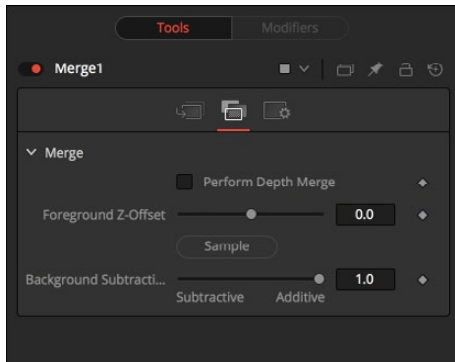 Tools Modifiers
Merge1
Merge
Perform Depth Merge
Foreground Z-Offset 0.0
Sample
Background Subtracti... 1.0
Subtractive Additive